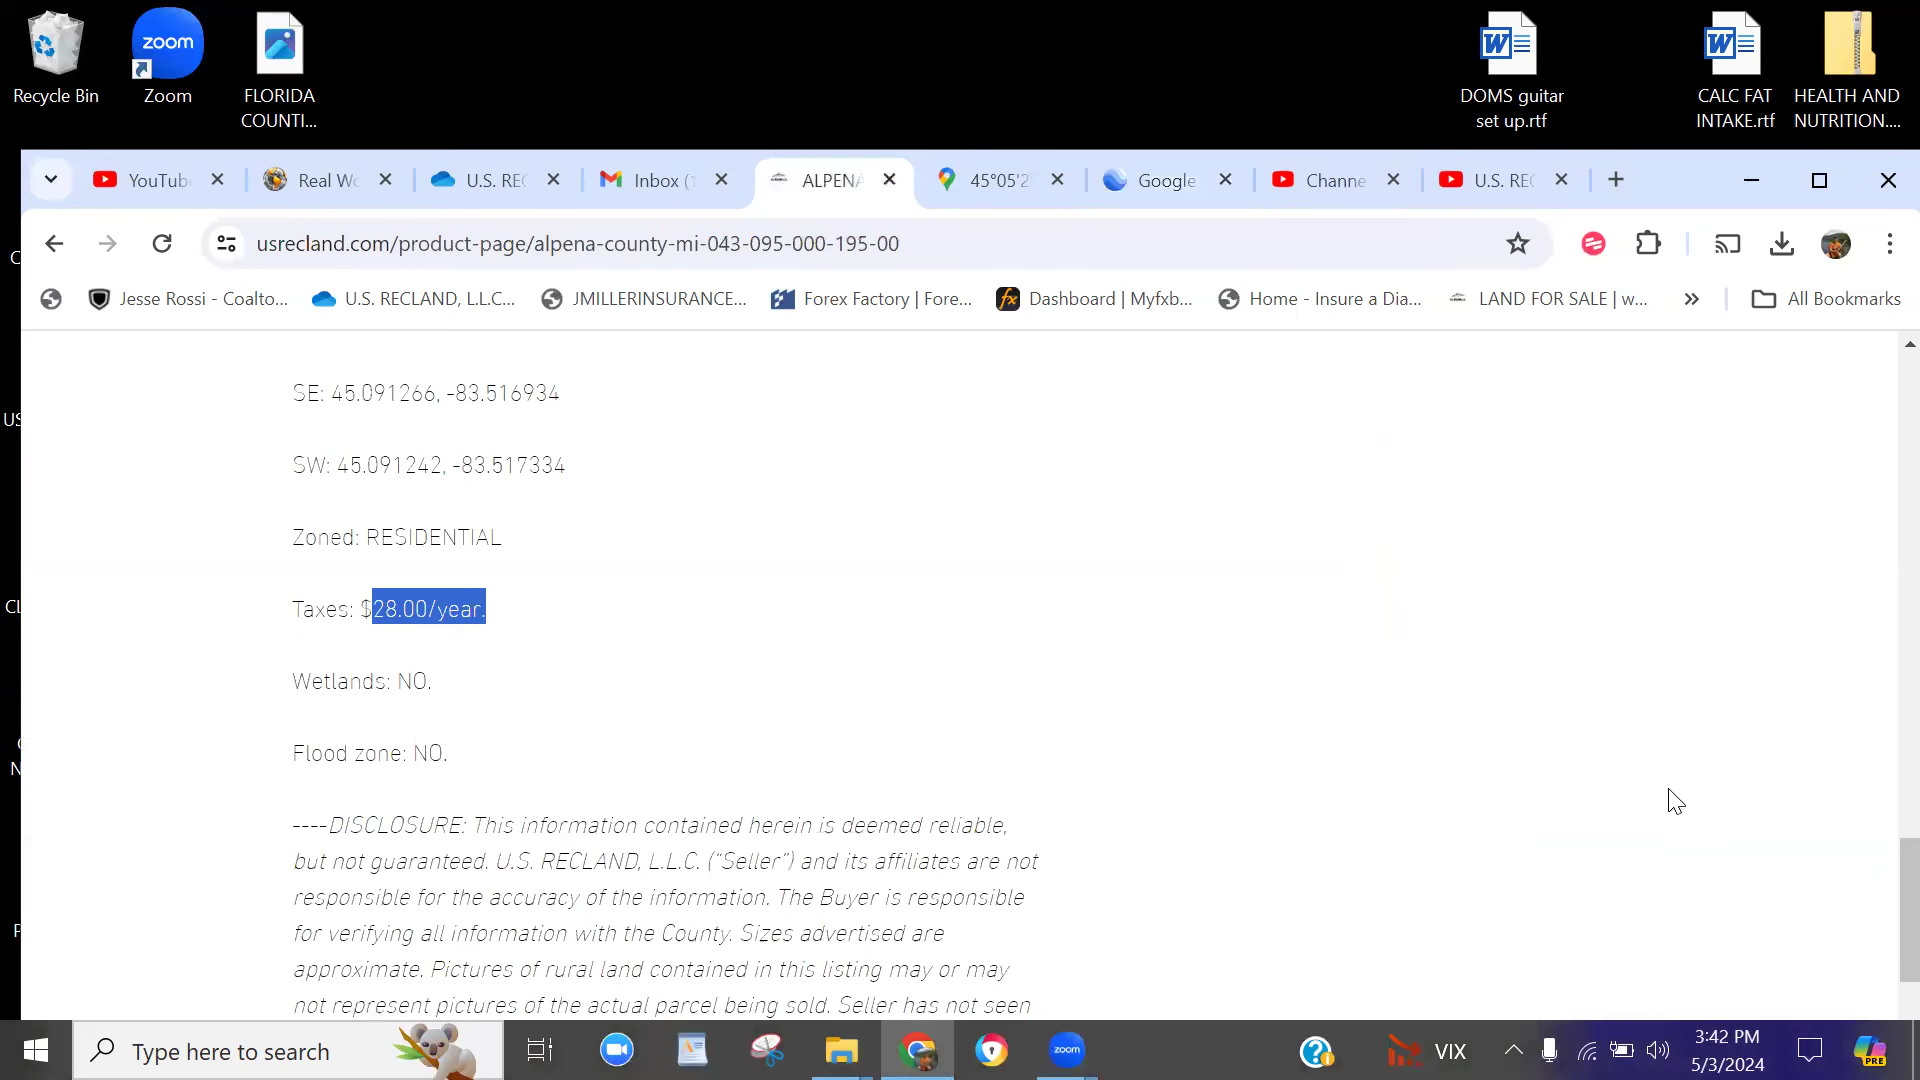 Recycle Bin
Zoom
FLORIDA
COUNTI...
DOMS guitar
set up.rtf
CALC FAT
INTAKE.rtf
HEALTH AND
NUTRITION....
zoom
YouTub
Real Wo
U.S. REC
Inbox (1
ALPENA
45°05'2
Google
Channe
U.S. REC
usrecland.com/product-page/alpena-county-mi-043-095-000-195-00
Jesse Rossi - Coalto...
U.S. RECLAND, L.L.C...
JMILLERINSURANCE...
Forex Factory | Fore...
Dashboard | Myfxb...
Home - Insure a Dia...
LAND FOR SALE | w...
All Bookmarks
SE: 45.091266, -83.516934
SW: 45.091242, -83.517334
Zoned: RESIDENTIAL
Taxes: $28.00/year.
Wetlands: NO.
Flood zone: NO.
----DISCLOSURE: This information contained herein is deemed reliable,
but not guaranteed. U.S. RECLAND, L.L.C. (“Seller”) and its affiliates are not
responsible for the accuracy of the information. The Buyer is responsible
for verifying all information with the County. Sizes advertised are
approximate. Pictures of rural land contained in this listing may or may
not represent pictures of the actual parcel being sold. Seller has not seen
C
US
CL
N
P
Type here to search
zoom
VIX
3:42 PM
5/3/2024
PRE